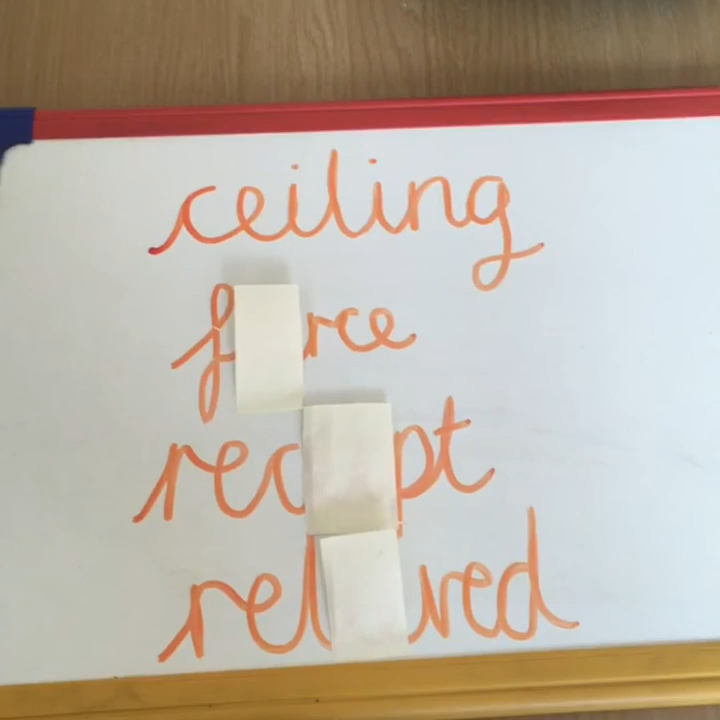 ceiling
f rce
rec pt
rel ved